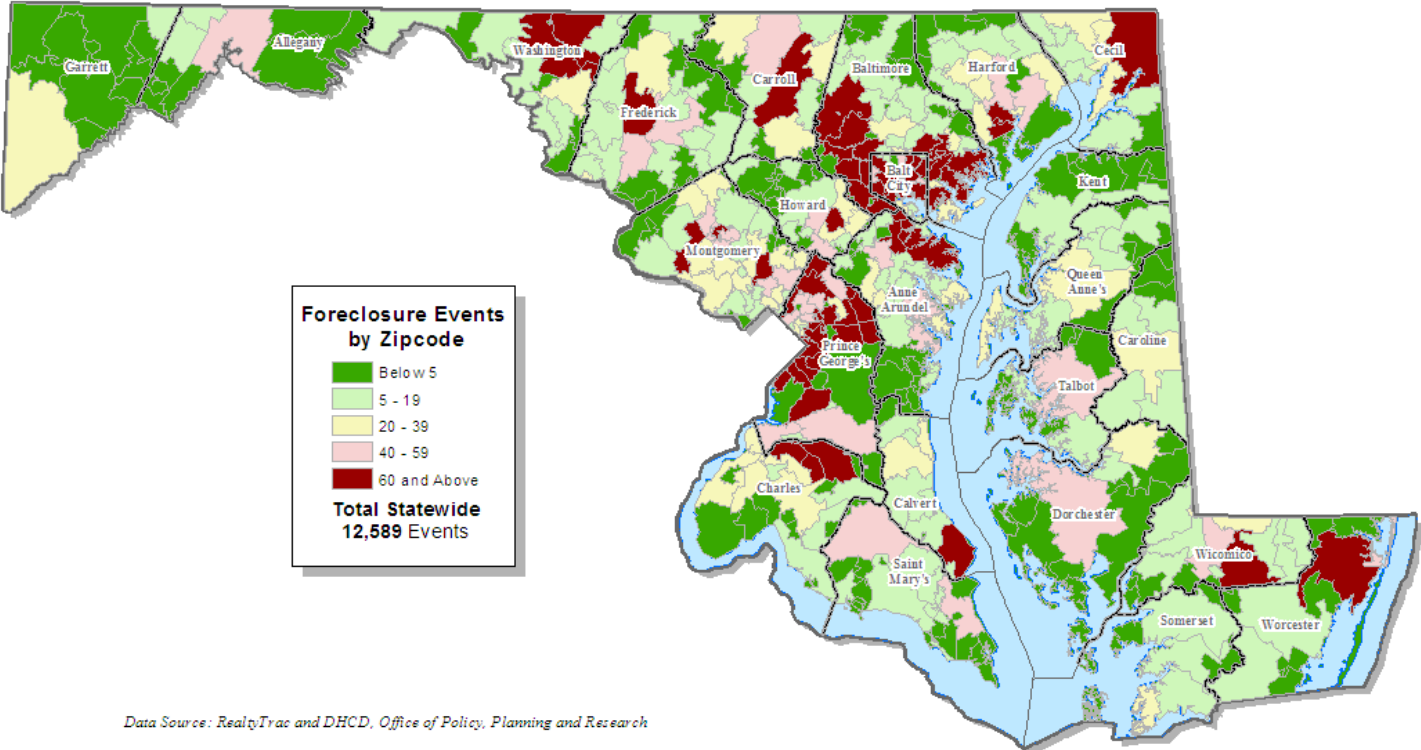 Garrett
Allegany
Washington
Frederick
Carroll
Baltimore
Harford
Cecil
Balt
City
Howard
Montgomery
Kent
Queen
Anne's
Anne
Arundel
Prince
George's
Caroline
Talbot
Charles
Calvert
Dorchester
Saint
Mary's
Wicomico
Somerset
Worcester
Foreclosure Events
by Zipcode
Below 5
5 - 19
20 - 39
40 - 59
60 and Above
Total Statewide
12,589 Events
Data Source: RealtyTrac and DHCD, Office of Policy, Planning and Research